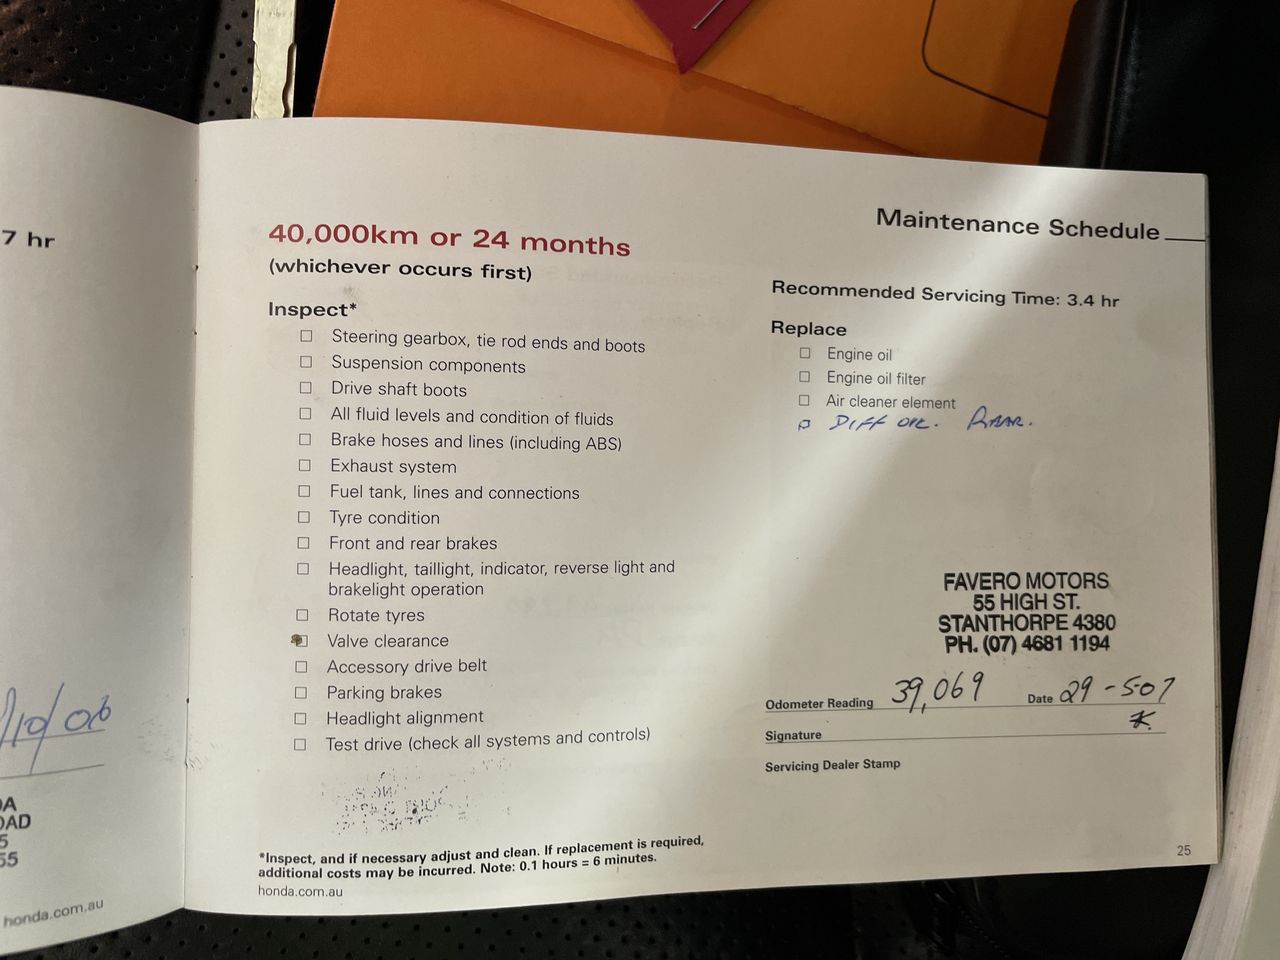 7 hr
/10/06
DA
OAD
5
55
honda.com.au
Maintenance Schedule
40,000km or 24 months
(whichever occurs first)
Inspect*
☐ Steering gearbox, tie rod ends and boots
☐ Suspension components
☐ Drive shaft boots
☐ All fluid levels and condition of fluids
☐ Brake hoses and lines (including ABS)
☐ Exhaust system
☐ Fuel tank, lines and connections
☐ Tyre condition
☐ Front and rear brakes
☐ Headlight, taillight, indicator, reverse light and
brakelight operation
☐ Rotate tyres
☐ Valve clearance
☐ Accessory drive belt
☐ Parking brakes
☐ Headlight alignment
☐ Test drive (check all systems and controls)
*Inspect, and if necessary adjust and clean. If replacement is required,
additional costs may be incurred. Note: 0.1 hours = 6 minutes.
honda.com.au
Recommended Servicing Time: 3.4 hr
Replace
☐ Engine oil
☐ Engine oil filter
☐ Air cleaner element
☐ DIFF OIL. REAR.
FAVERO MOTORS
55 HIGH ST.
STANTHORPE 4380
PH. (07) 4681 1194
Odometer Reading 39,069 Date 29-507
Signature
Servicing Dealer Stamp
25